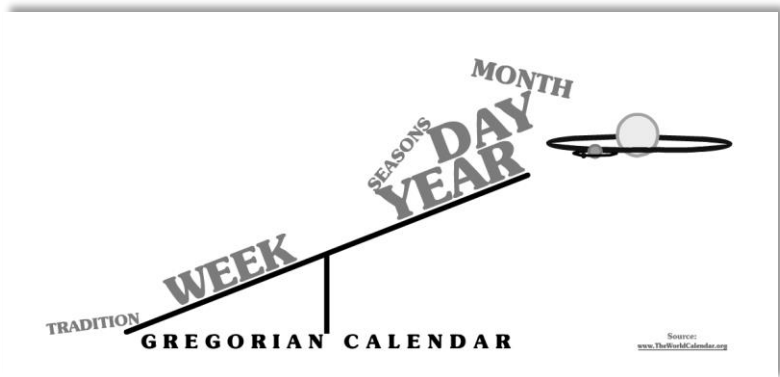 MONTH
DAY
SEASONS
YEAR
WEEK
TRADITION
GREGORIAN CALENDAR
Source:
www.TheWorldCalendar.org